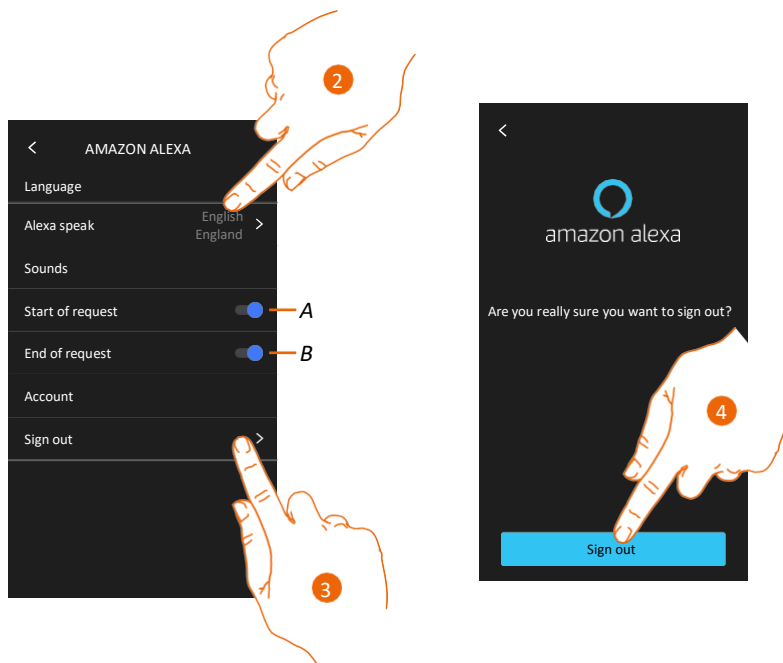 2
AMAZON ALEXA
Language
Alexa speak
English
England
Sounds
Start of request
A
End of request
B
Account
Sign out
3
amazon alexa
Are you really sure you want to sign out?
4
Sign out